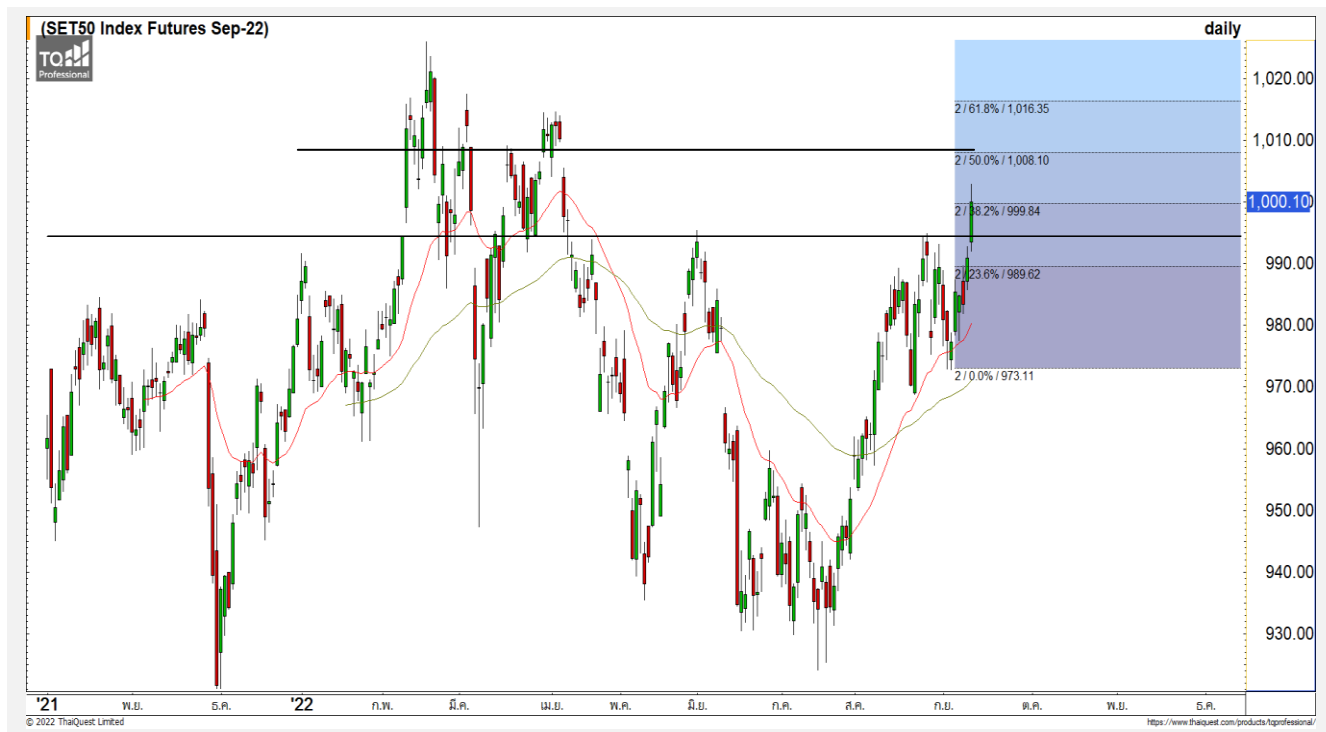 (SET50 Index Futures Sep-22)
daily
TQ
Professional
1,020.00
2 / 61.8% / 1,016.35
1,010.00
2 / 50.0% / 1,008.10
1,000.10
2 / 38.2% / 999.84
990.00
2 / 23.6% / 989.62
980.00
2 / 0.0% / 973.11
970.00
960.00
950.00
940.00
930.00
'21 พ.ย. ธ.ค. '22 ก.พ. มี.ค. เม.ย. พ.ค. มิ.ย. ก.ค. ส.ค. ก.ย. ต.ค. พ.ย. ธ.ค.
© 2022 ThaiQuest Limited
https://www.thaiquest.com/products/tqprofessional/